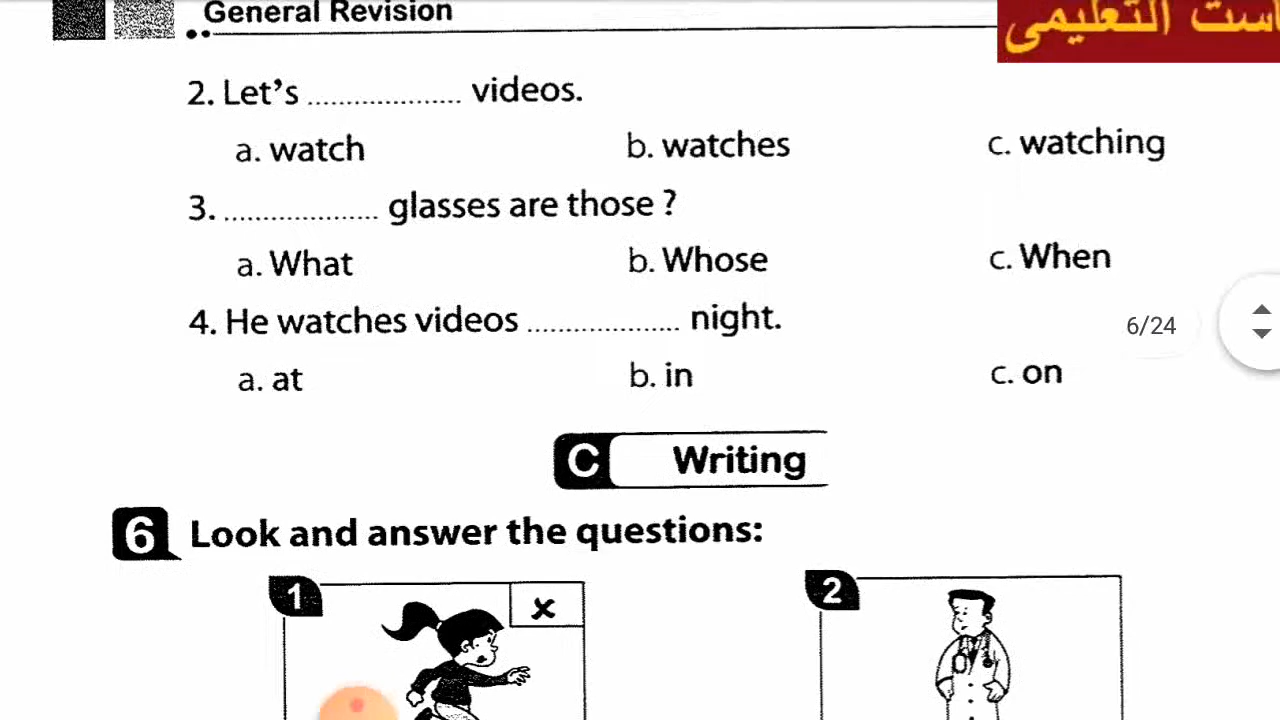 General Revision
است التعليمى
2. Let's .................... videos.
a. watch b. watches c. watching
3. .................... glasses are those ?
a. What b. Whose c. When
4. He watches videos .................... night.
a. at b. in c. on
6/24
C Writing
6 Look and answer the questions:
1 x 2